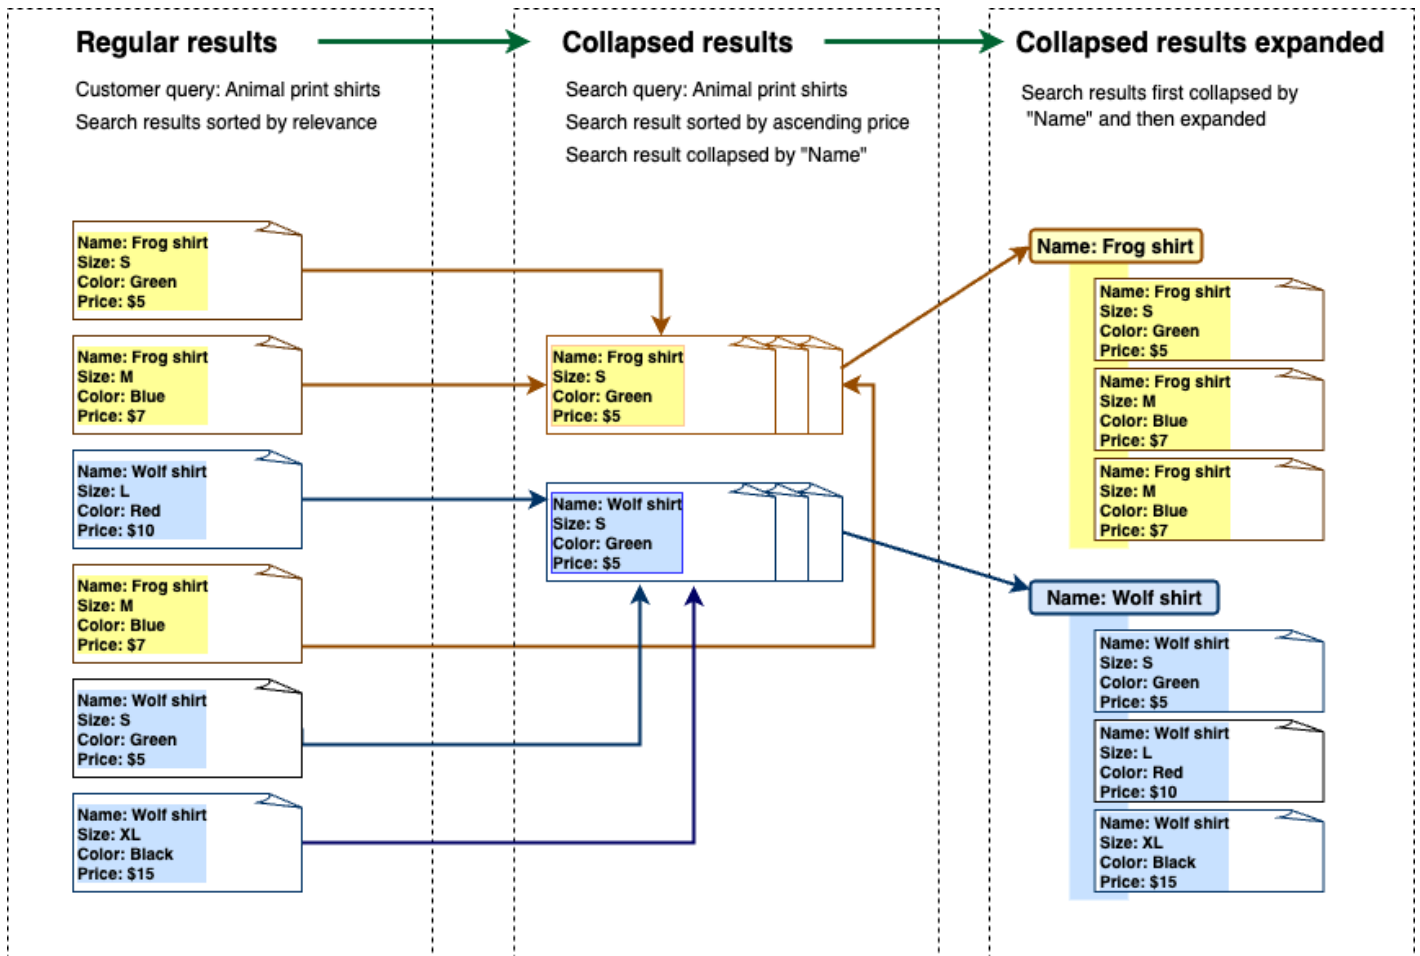 Regular results
Customer query: Animal print shirts
Search results sorted by relevance
Name: Frog shirt
Size: S
Color: Green
Price: $5
Name: Frog shirt
Size: M
Color: Blue
Price: $7
Name: Wolf shirt
Size: L
Color: Red
Price: $10
Name: Frog shirt
Size: M
Color: Blue
Price: $7
Name: Wolf shirt
Size: S
Color: Green
Price: $5
Name: Wolf shirt
Size: XL
Color: Black
Price: $15
Collapsed results
Search query: Animal print shirts
Search result sorted by ascending price
Search result collapsed by "Name"
Name: Frog shirt
Size: S
Color: Green
Price: $5
Name: Wolf shirt
Size: S
Color: Green
Price: $5
Collapsed results expanded
Search results first collapsed by
"Name" and then expanded
Name: Frog shirt
Name: Frog shirt
Size: S
Color: Green
Price: $5
Name: Frog shirt
Size: M
Color: Blue
Price: $7
Name: Frog shirt
Size: M
Color: Blue
Price: $7
Name: Wolf shirt
Name: Wolf shirt
Size: S
Color: Green
Price: $5
Name: Wolf shirt
Size: L
Color: Red
Price: $10
Name: Wolf shirt
Size: XL
Color: Black
Price: $15